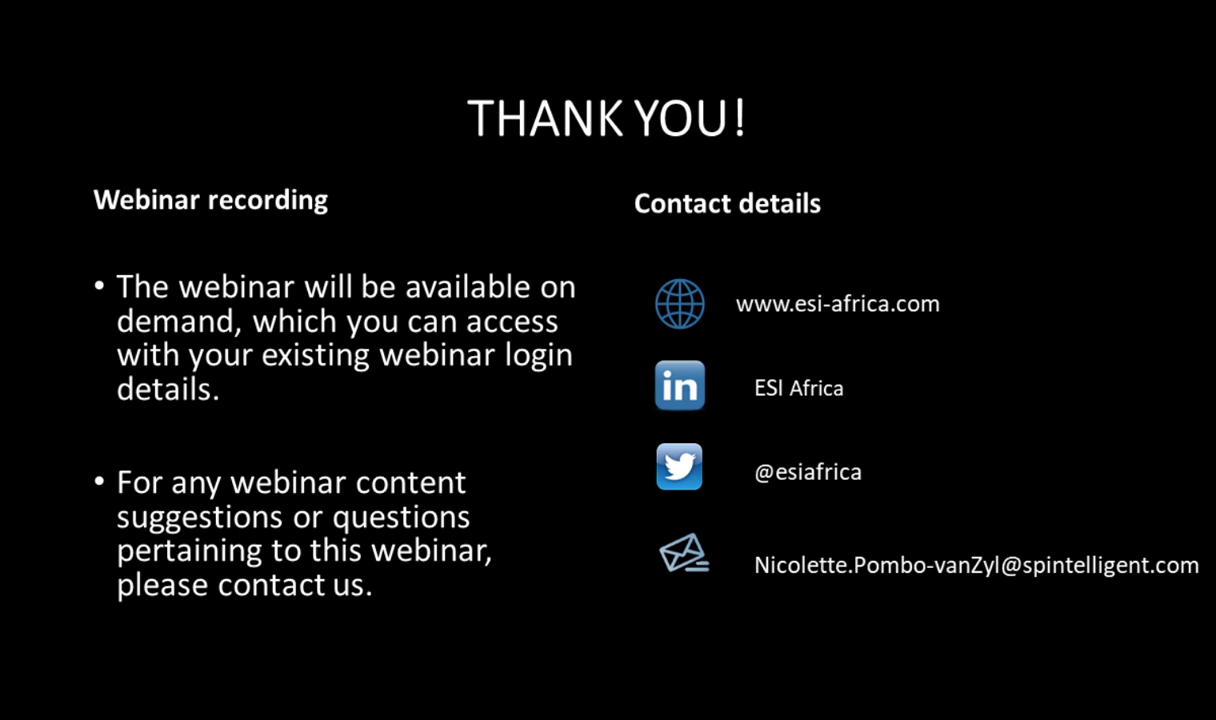 THANK YOU!
Webinar recording
• The webinar will be available on
demand, which you can access
with your existing webinar login
details.
• For any webinar content
suggestions or questions
pertaining to this webinar,
please contact us.
Contact details
www.esi-africa.com
in
ESI Africa
@esiafrica
Nicolette.Pombo-vanZyl@spintelligent.com